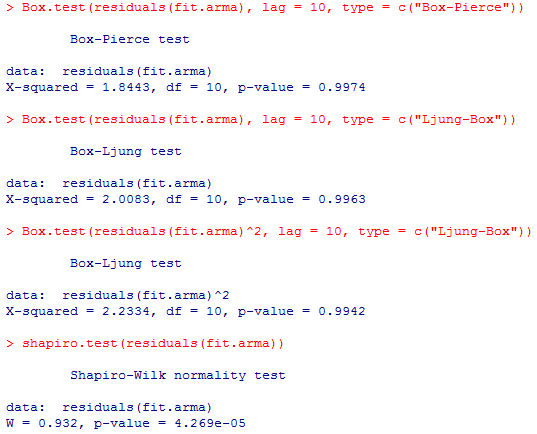 > Box.test(residuals(fit.arma), lag = 10, type = c("Box-Pierce"))
Box-Pierce test
data: residuals(fit.arma)
X-squared = 1.8443, df = 10, p-value = 0.9974
> Box.test(residuals(fit.arma), lag = 10, type = c("Ljung-Box"))
Box-Ljung test
data: residuals(fit.arma)
X-squared = 2.0083, df = 10, p-value = 0.9963
> Box.test(residuals(fit.arma)^2, lag = 10, type = c("Ljung-Box"))
Box-Ljung test
data: residuals(fit.arma)^2
X-squared = 2.2334, df = 10, p-value = 0.9942
> shapiro.test(residuals(fit.arma))
Shapiro-Wilk normality test
data: residuals(fit.arma)
W = 0.932, p-value = 4.269e-05